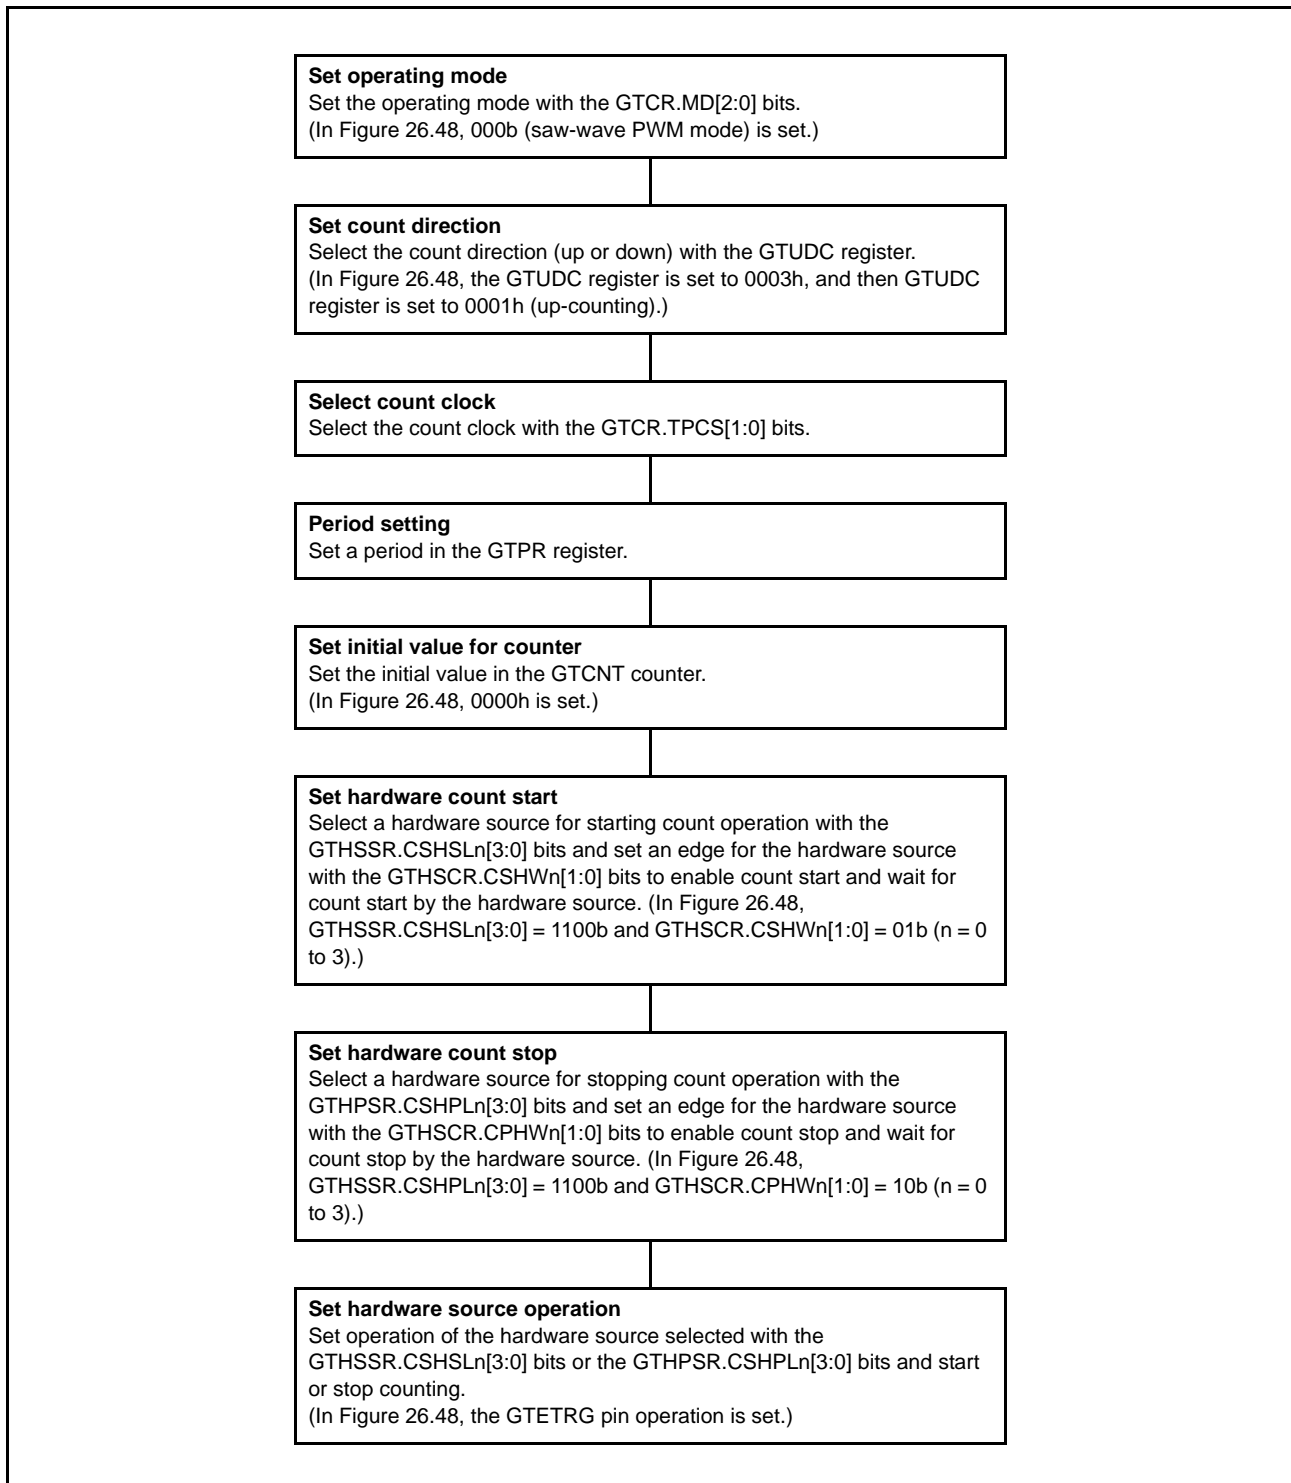 Set operating mode
Set the operating mode with the GTCR.MD[2:0] bits.
(In Figure 26.48, 000b (saw-wave PWM mode) is set.)
Set count direction
Select the count direction (up or down) with the GTUDC register.
(In Figure 26.48, the GTUDC register is set to 0003h, and then GTUDC
register is set to 0001h (up-counting).)
Select count clock
Select the count clock with the GTCR.TPCS[1:0] bits.
Period setting
Set a period in the GTPR register.
Set initial value for counter
Set the initial value in the GTCNT counter.
(In Figure 26.48, 0000h is set.)
Set hardware count start
Select a hardware source for starting count operation with the
GTHSSR.CSHSLn[3:0] bits and set an edge for the hardware source
with the GTHSCR.CSHWn[1:0] bits to enable count start and wait for
count start by the hardware source. (In Figure 26.48,
GTHSSR.CSHSLn[3:0] = 1100b and GTHSCR.CSHWn[1:0] = 01b (n = 0
to 3).)
Set hardware count stop
Select a hardware source for stopping count operation with the
GTHPSR.CSHPLn[3:0] bits and set an edge for the hardware source
with the GTHSCR.CPHWn[1:0] bits to enable count stop and wait for
count stop by the hardware source. (In Figure 26.48,
GTHSSR.CSHPLn[3:0] = 1100b and GTHSCR.CPHWn[1:0] = 10b (n = 0
to 3).)
Set hardware source operation
Set operation of the hardware source selected with the
GTHSSR.CSHSLn[3:0] bits or the GTHPSR.CSHPLn[3:0] bits and start
or stop counting.
(In Figure 26.48, the GTETRG pin operation is set.)